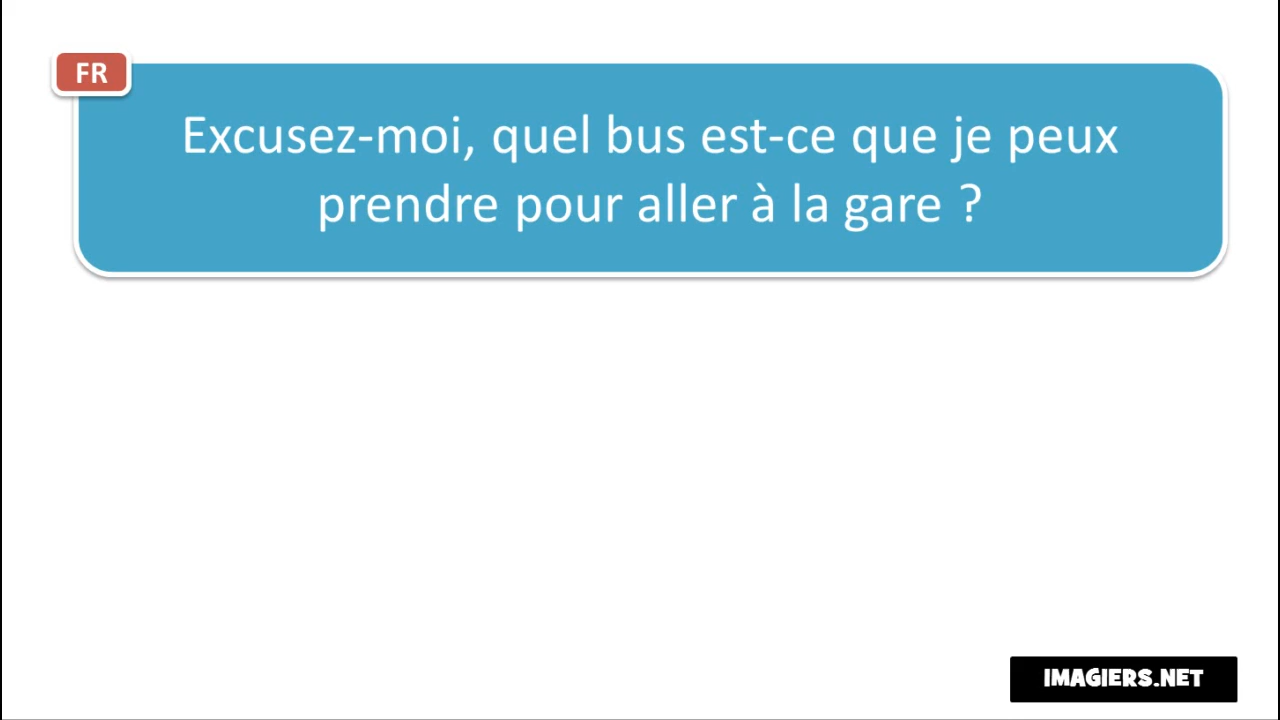 FR
Excusez-moi, quel bus est-ce que je peux
prendre pour aller à la gare ?
IMAGIERS.NET